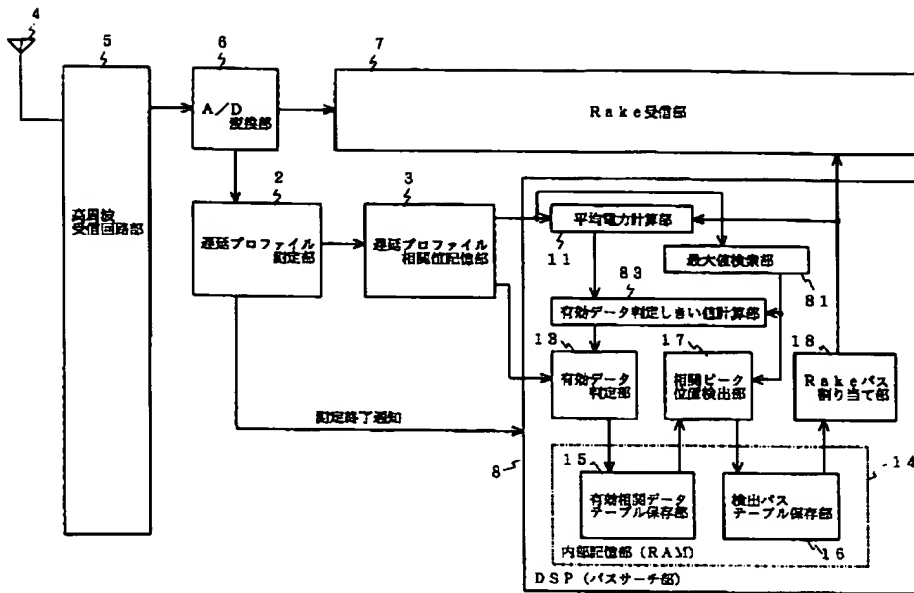 4
5
6
7
A/D
変換部
Rake受信部
2
3
高周波
受信回路部
遅延プロファイル
測定部
遅延プロファイル
相関値記憶部
平均電力計算部
11
最大値検索部
81
83
有効データ判定しきい値計算部
13
17
18
有効データ
判定部
相関ピーク
位置検出部
Rakeパス
割り当て部
測定終了通知
8
15
14
有効相関データ
テーブル保存部
検出パス
テーブル保存部
内部記憶部(RAM)
16
DSP(パスサーチ部)